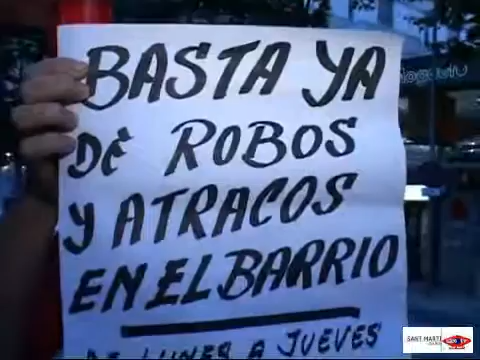 BASTA YA
DE ROBOS
Y ATRACOS
EN EL BARRIO
DE LUNES A JUEVES
SANT MARTÍ